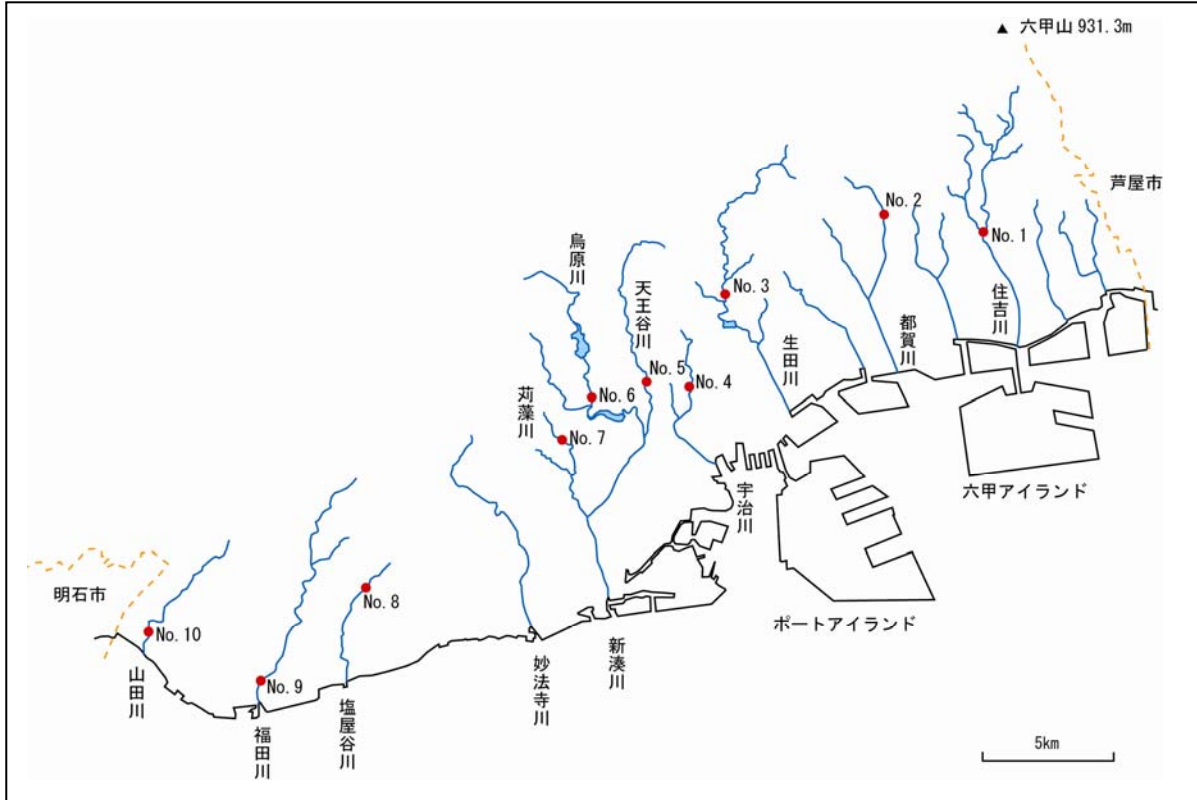 ▲ 六甲山 931.3m
芦屋市
No.2
No.1
烏原川
天王谷川
No.3
住吉川
生田川
都賀川
No.5
No.4
No.6
苅藻川
No.7
六甲アイランド
宇治川
明石市
No.8
ポートアイランド
No.10
新湊川
妙法寺川
山田川
No.9
塩屋谷川
福田川
5km